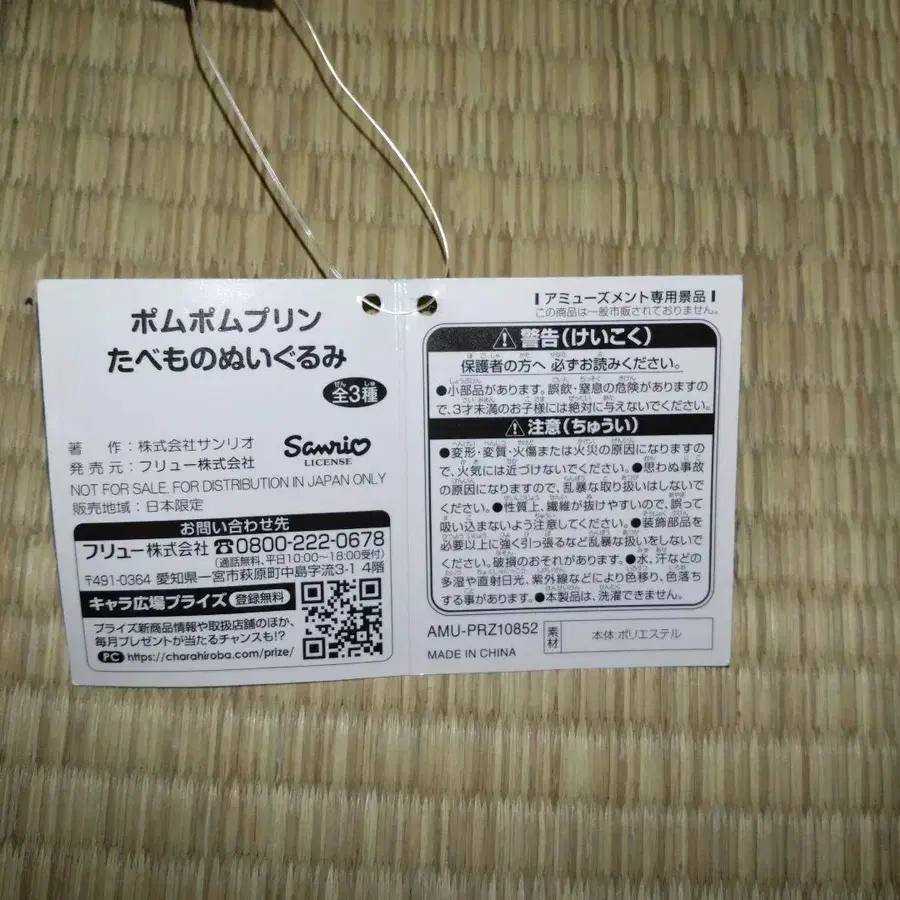 ポムポムプリン
たべものぬいぐるみ
全3種
著 作：株式会社サンリオ
発 売 元：フリュー株式会社
Sanrio
LICENSE
NOT FOR SALE, FOR DISTRIBUTION IN JAPAN ONLY
販売地域：日本限定
お問い合わせ先
フリュー株式会社 ☎0800-222-0678
(通話無料、平日10:00～18:00受付)
〒491-0364 愛知県一宮市萩原町中島字流3-1 4階
キャラ広場プライズ 登録無料
プライズ新商品情報や取扱店舗のほか、
毎月プレゼントが当たるチャンスも!?
PC https://charahiroba.com/prize/
アミューズメント専用景品
この商品は一般市販されておりません。
警告(けいこく)
保護者の方へ 必ずお読みください。
●小部品があります。誤飲・窒息の危険がありますの
で、3才未満のお子様には絶対に与えないでください。
注意(ちゅうい)
●変形・変質・火傷または火災の原因になりますの
で、火気には近づけないでください。●思わぬ事故
の原因になりますので、乱暴な取り扱いはしないで
ください。●性質上、繊維が抜けやすいので、誤って
吸い込まないよう注意してください。●装飾部品を
必要以上に強く引っ張るなど乱暴な扱いをしないで
ください。破損のおそれがあります。●水、汗などの
多湿や直射日光、紫外線などにより色移り、色落ち
する事があります。●本製品は、洗濯できません。
AMU-PRZ10852
素材 本体:ポリエステル
MADE IN CHINA